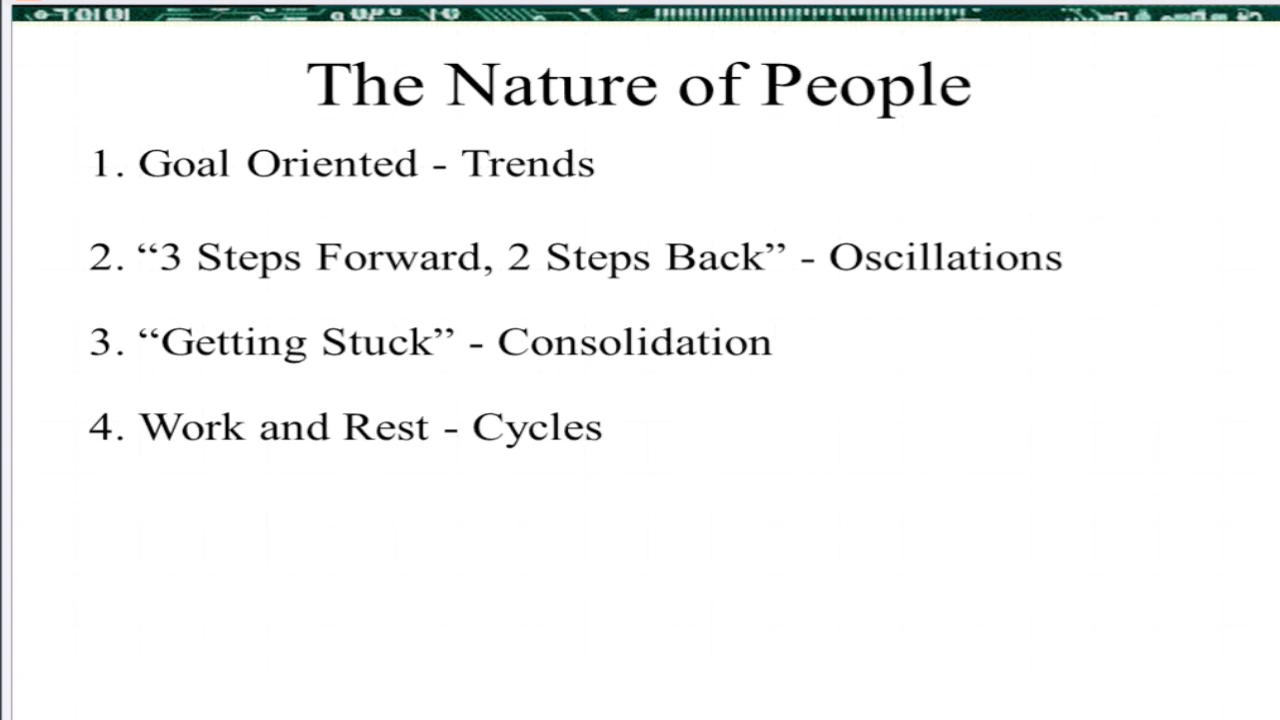 The Nature of People
1. Goal Oriented - Trends
2. “3 Steps Forward, 2 Steps Back” - Oscillations
3. “Getting Stuck” - Consolidation
4. Work and Rest - Cycles